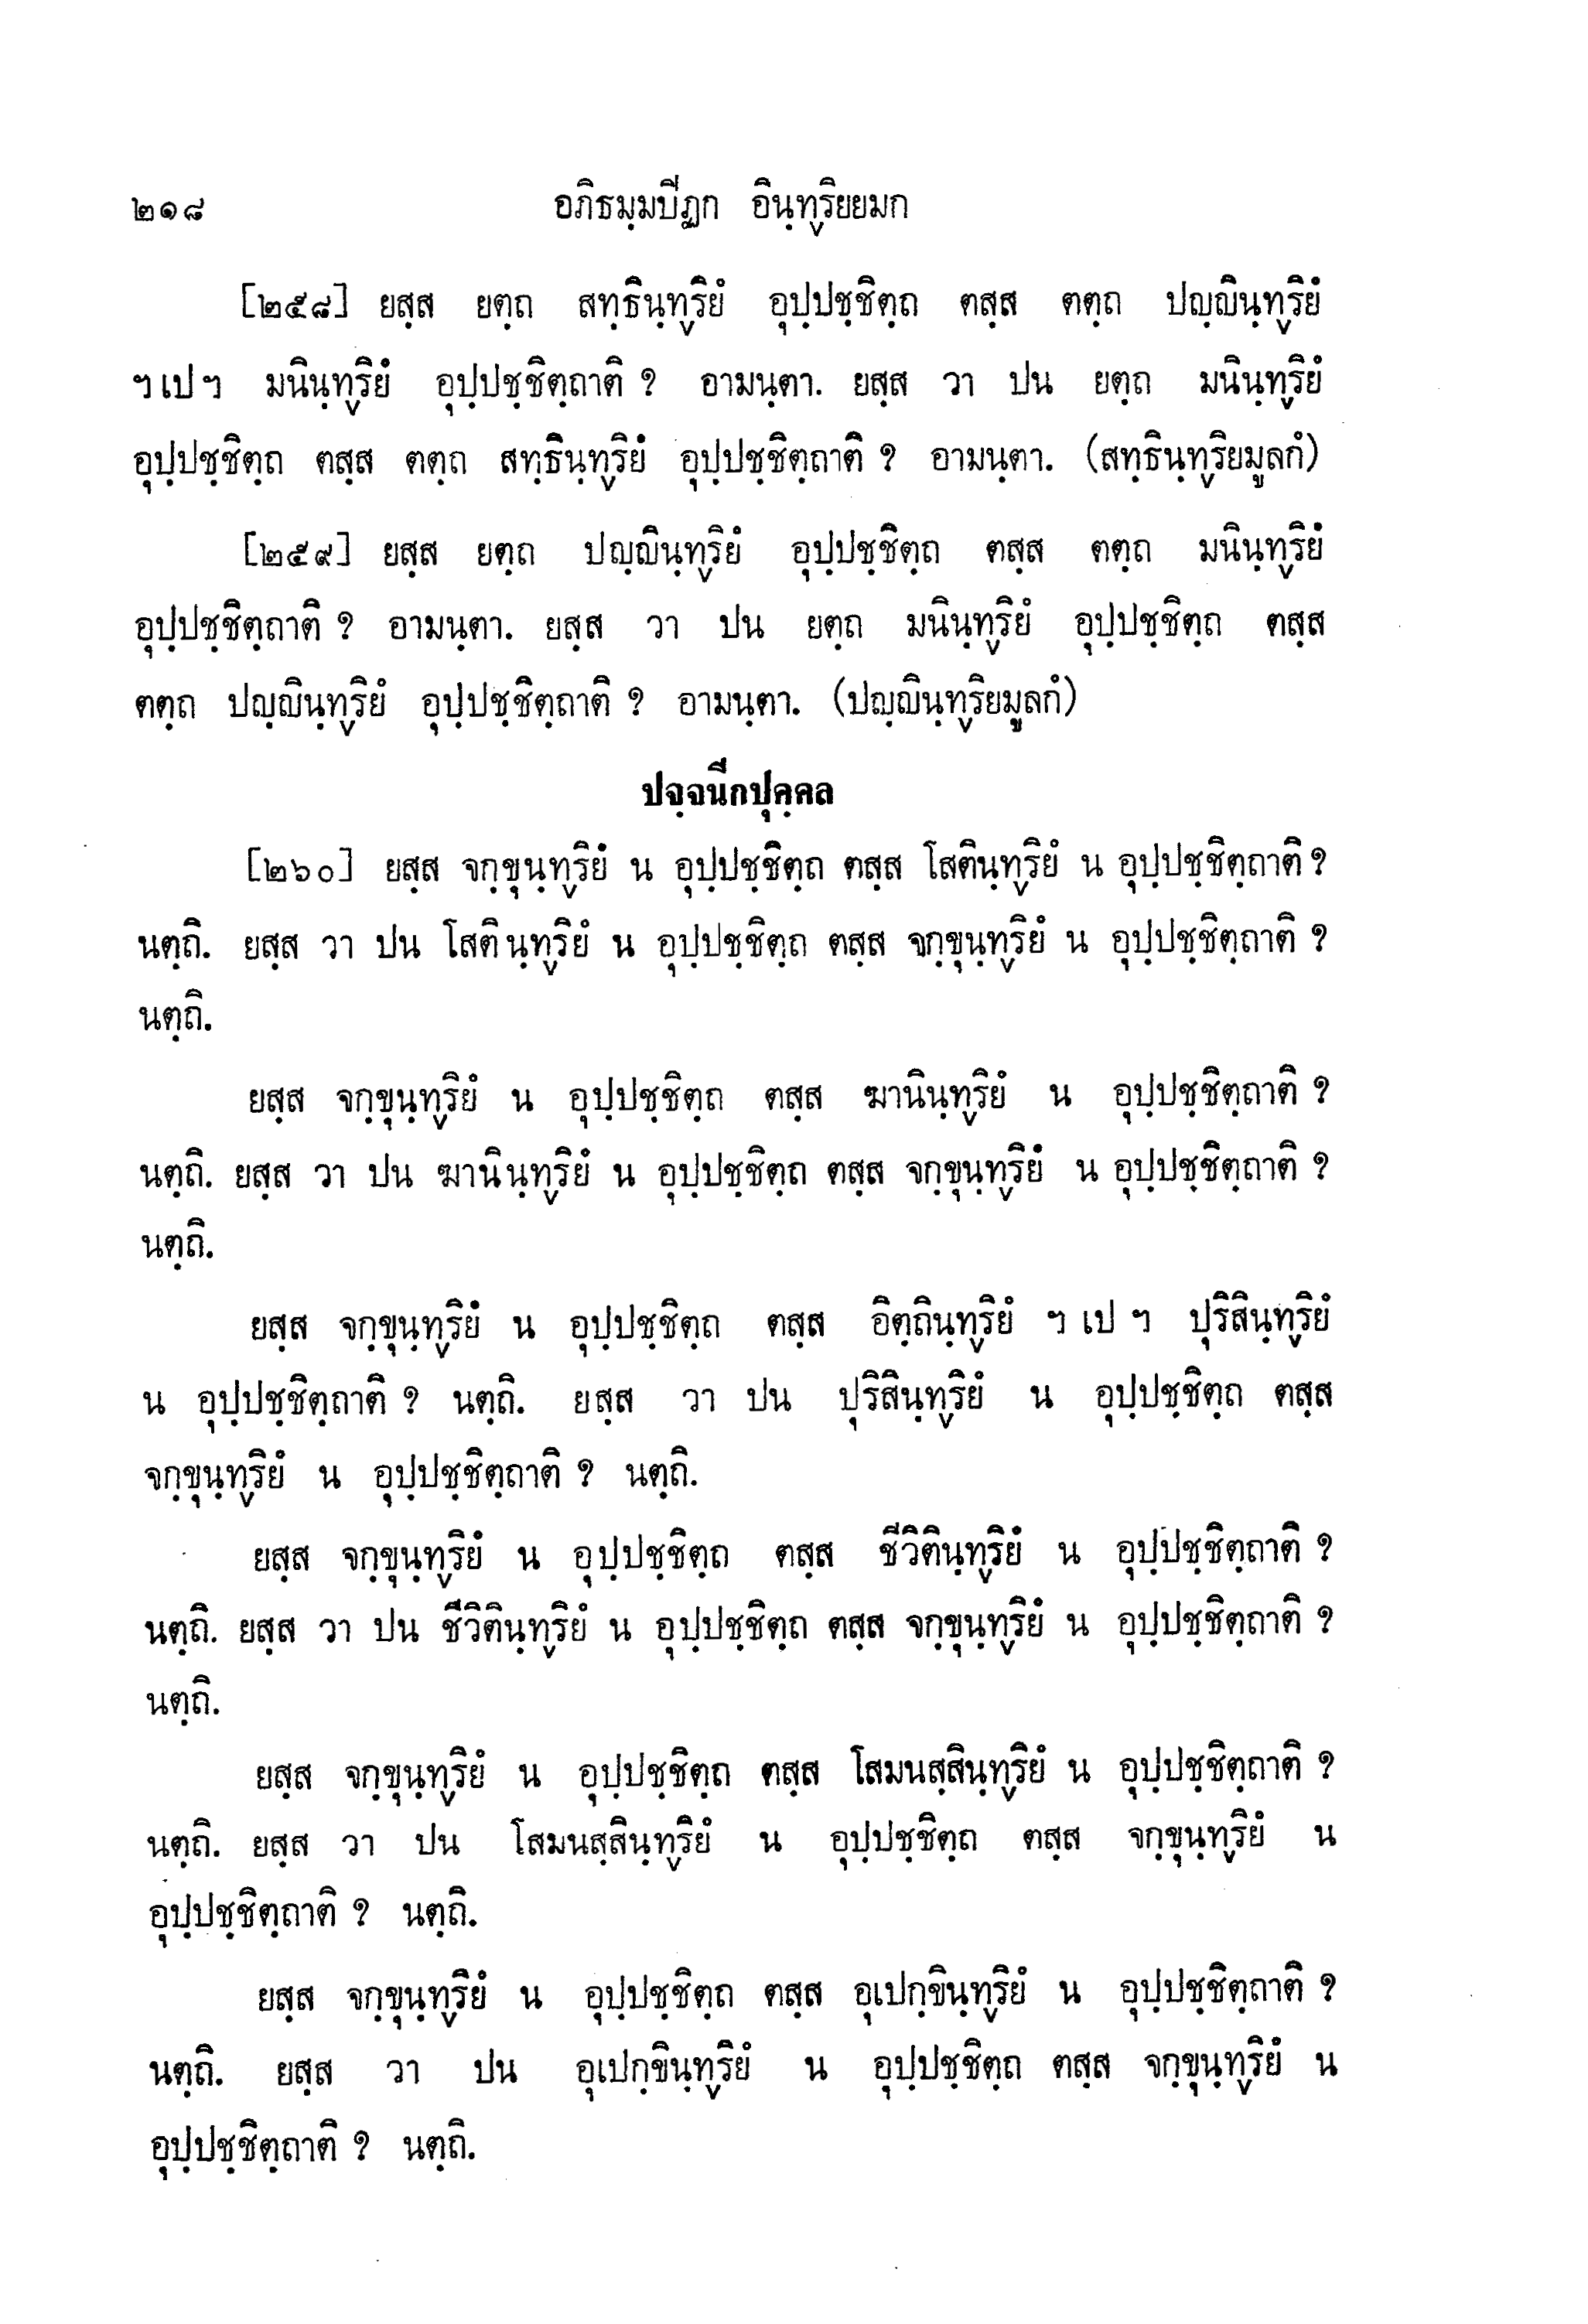 ๒๑๘ อภิธมฺมปีฏก อินฺทฺริยยมก
[๒๕๘] ยสฺส ยตฺถ สทฺธินฺทฺริยํ อุปฺปชฺชิตฺถ ตสฺส ตตฺถ ปญฺญินฺทฺริยํ
ฯ เป ฯ มนินฺทฺริยํ อุปฺปชฺชิตฺถาติ ? อามนฺตา. ยสฺส วา ปน ยตฺถ มนินฺทฺริยํ
อุปฺปชฺชิตฺถ ตสฺส ตตฺถ สทฺธินฺทฺริยํ อุปฺปชฺชิตฺถาติ ? อามนฺตา. (สทฺธินฺทฺริยมูลกํ)
[๒๕๙] ยสฺส ยตฺถ ปญฺญินฺทฺริยํ อุปฺปชฺชิตฺถ ตสฺส ตตฺถ มนินฺทฺริยํ
อุปฺปชฺชิตฺถาติ ? อามนฺตา. ยสฺส วา ปน ยตฺถ มนินฺทฺริยํ อุปฺปชฺชิตฺถ ตสฺส
ตตฺถ ปญฺญินฺทฺริยํ อุปฺปชฺชิตฺถาติ ? อามนฺตา. (ปญฺญินฺทฺริยมูลกํ)
ปจฺจนีกปุคฺคล
[๒๖๐] ยสฺส จกฺขุนฺทฺริยํ น อุปฺปชฺชิตฺถ ตสฺส โสตินฺทฺริยํ น อุปฺปชฺชิตฺถาติ ?
นตฺถิ. ยสฺส วา ปน โสตินฺทฺริยํ น อุปฺปชฺชิตฺถ ตสฺส จกฺขุนฺทฺริยํ น อุปฺปชฺชิตฺถาติ ?
นตฺถิ.
ยสฺส จกฺขุนฺทฺริยํ น อุปฺปชฺชิตฺถ ตสฺส ฆานินฺทฺริยํ น อุปฺปชฺชิตฺถาติ ?
นตฺถิ. ยสฺส วา ปน ฆานินฺทฺริยํ น อุปฺปชฺชิตฺถ ตสฺส จกฺขุนฺทฺริยํ น อุปฺปชฺชิตฺถาติ ?
นตฺถิ.
ยสฺส จกฺขุนฺทฺริยํ น อุปฺปชฺชิตฺถ ตสฺส อิตฺถินฺทฺริยํ ฯ เป ฯ ปุริสินฺทฺริยํ
น อุปฺปชฺชิตฺถาติ ? นตฺถิ. ยสฺส วา ปน ปุริสินฺทฺริยํ น อุปฺปชฺชิตฺถ ตสฺส
จกฺขุนฺทฺริยํ น อุปฺปชฺชิตฺถาติ ? นตฺถิ.
ยสฺส จกฺขุนฺทฺริยํ น อุปฺปชฺชิตฺถ ตสฺส ชีวิตินฺทฺริยํ น อุปฺปชฺชิตฺถาติ ?
นตฺถิ. ยสฺส วา ปน ชีวิตินฺทฺริยํ น อุปฺปชฺชิตฺถ ตสฺส จกฺขุนฺทฺริยํ น อุปฺปชฺชิตฺถาติ ?
นตฺถิ.
ยสฺส จกฺขุนฺทฺริยํ น อุปฺปชฺชิตฺถ ตสฺส โสมนสฺสินฺทฺริยํ น อุปฺปชฺชิตฺถาติ ?
นตฺถิ. ยสฺส วา ปน โสมนสฺสินฺทฺริยํ น อุปฺปชฺชิตฺถ ตสฺส จกฺขุนฺทฺริยํ น
อุปฺปชฺชิตฺถาติ ? นตฺถิ.
ยสฺส จกฺขุนฺทฺริยํ น อุปฺปชฺชิตฺถ ตสฺส อุเปกฺขินฺทฺริยํ น อุปฺปชฺชิตฺถาติ ?
นตฺถิ. ยสฺส วา ปน อุเปกฺขินฺทฺริยํ น อุปฺปชฺชิตฺถ ตสฺส จกฺขุนฺทฺริยํ น
อุปฺปชฺชิตฺถาติ ? นตฺถิ.